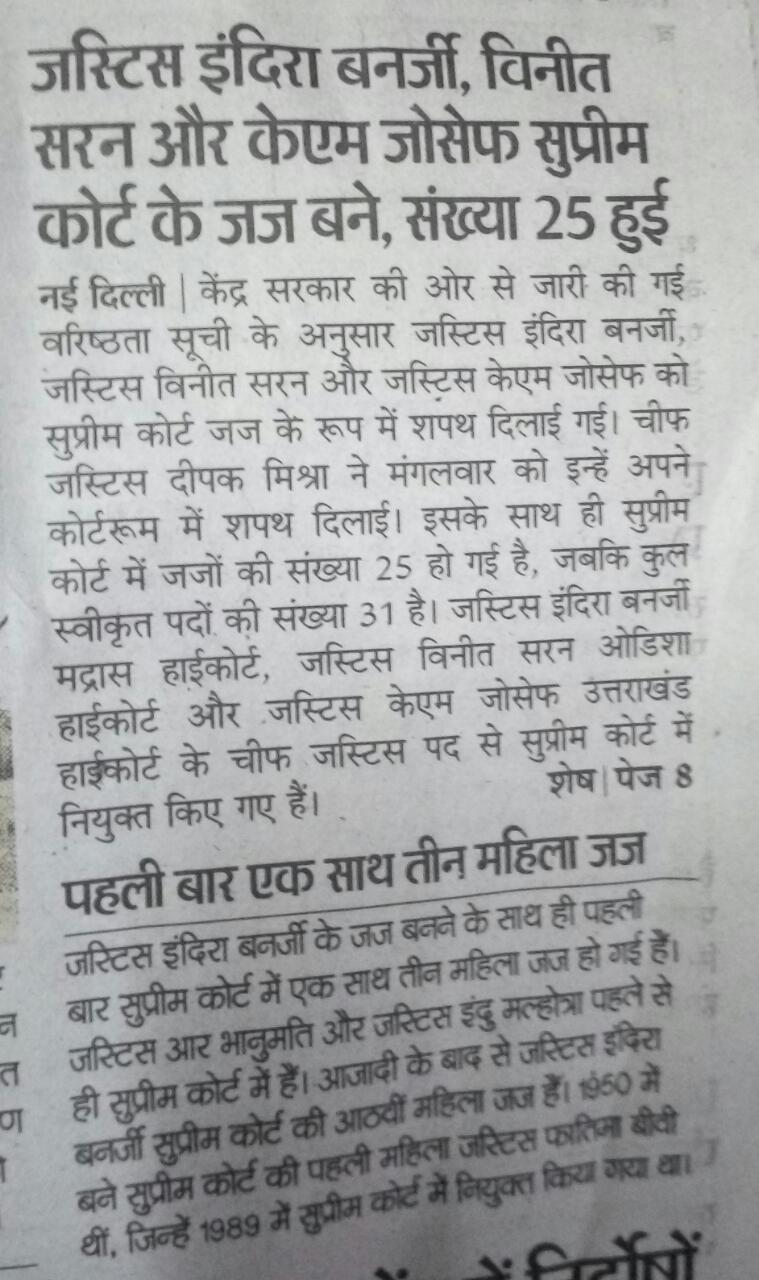 जस्टिस इंदिरा बनर्जी, विनीत
सरन और केएम जोसेफ सुप्रीम
कोर्ट के जज बने, संख्या 25 हुई
नई दिल्ली | केंद्र सरकार की ओर से जारी की गई
वरिष्ठता सूची के अनुसार जस्टिस इंदिरा बनर्जी,
जस्टिस विनीत सरन और जस्टिस केएम जोसेफ को
सुप्रीम कोर्ट जज के रूप में शपथ दिलाई गई। चीफ
जस्टिस दीपक मिश्रा ने मंगलवार को इन्हें अपने
कोर्टरूम में शपथ दिलाई। इसके साथ ही सुप्रीम
कोर्ट में जजों की संख्या 25 हो गई है, जबकि कुल
स्वीकृत पदों की संख्या 31 है। जस्टिस इंदिरा बनर्जी
मद्रास हाईकोर्ट, जस्टिस विनीत सरन ओडिशा
हाईकोर्ट और जस्टिस केएम जोसेफ उत्तराखंड
हाईकोर्ट के चीफ जस्टिस पद से सुप्रीम कोर्ट में
नियुक्त किए गए हैं। शेष | पेज 8
पहली बार एक साथ तीन महिला जज
जस्टिस इंदिरा बनर्जी के जज बनने के साथ ही पहली
बार सुप्रीम कोर्ट में एक साथ तीन महिला जज हो गई हैं।
जस्टिस आर भानुमति और जस्टिस इंदु मल्होत्रा पहले से
ही सुप्रीम कोर्ट में हैं। आजादी के बाद से जस्टिस इंदिरा
बनर्जी सुप्रीम कोर्ट की आठवीं महिला जज हैं। 1950 में
बने सुप्रीम कोर्ट की पहली महिला जस्टिस फातिमा बीवी
थीं, जिन्हें 1989 में सुप्रीम कोर्ट में नियुक्त किया गया था।